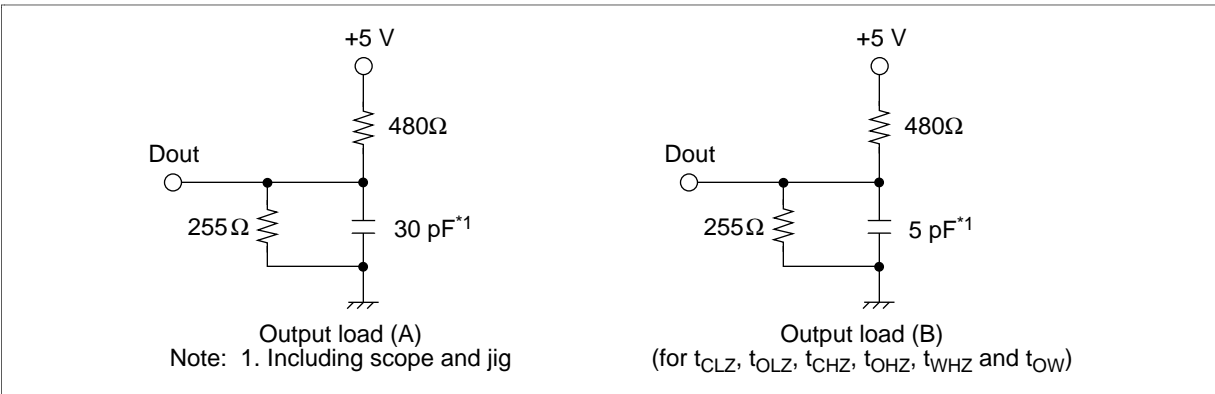 +5 V
480Ω
Dout
255Ω
30 pF*1
Output load (A)
Note: 1. Including scope and jig
+5 V
480Ω
Dout
255Ω
5 pF*1
Output load (B)
(for tCLZ, tOLZ, tCHZ, tOHZ, tWHZ and tOW)